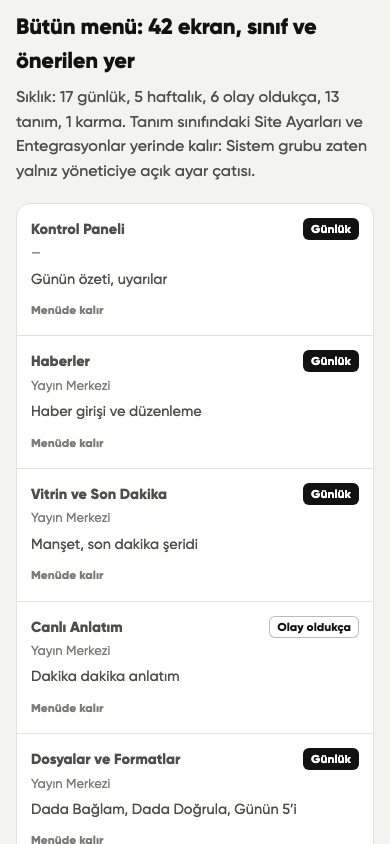 Bütün menü: 42 ekran, sınıf ve
önerilen yer
Sıklık: 17 günlük, 5 haftalık, 6 olay oldukça, 13
tanım, 1 karma. Tanım sınıfındaki Site Ayarları ve
Entegrasyonlar yerinde kalır: Sistem grubu zaten
yalnız yöneticiye açık ayar çatısı.
Kontrol Paneli
Günlük
—
Günün özeti, uyarılar
Menüde kalır
Haberler
Günlük
Yayın Merkezi
Haber girişi ve düzenleme
Menüde kalır
Vitrin ve Son Dakika
Günlük
Yayın Merkezi
Manşet, son dakika şeridi
Menüde kalır
Canlı Anlatım
Olay oldukça
Yayın Merkezi
Dakika dakika anlatım
Menüde kalır
Dosyalar ve Formatlar
Günlük
Yayın Merkezi
Dada Bağlam, Dada Doğrula, Günün 5’i
Menüde kalır